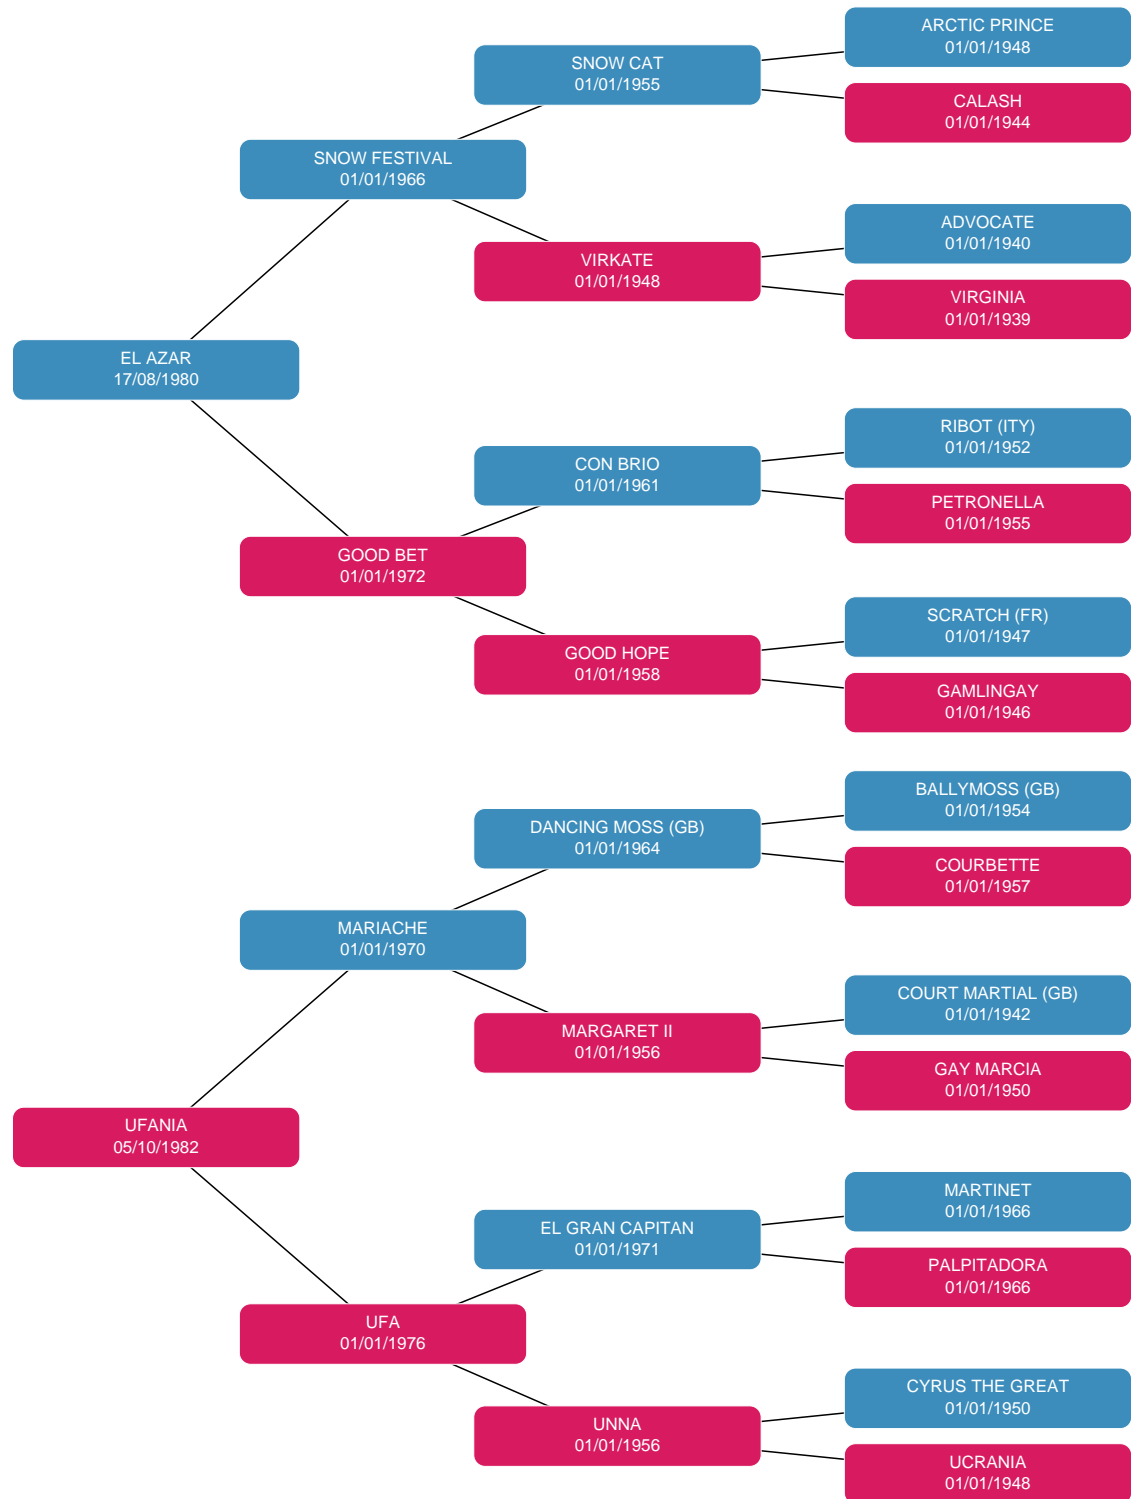 ARCTIC PRINCE
01/01/1948
SNOW CAT
01/01/1955
CALASH
01/01/1944
SNOW FESTIVAL
01/01/1966
ADVOCATE
01/01/1940
VIRKATE
01/01/1948
VIRGINIA
01/01/1939
EL AZAR
17/08/1980
RIBOT (ITY)
01/01/1952
CON BRIO
01/01/1961
PETRONELLA
01/01/1955
GOOD BET
01/01/1972
SCRATCH (FR)
01/01/1947
GOOD HOPE
01/01/1958
GAMLINGAY
01/01/1946
BALLYMOSS (GB)
01/01/1954
DANCING MOSS (GB)
01/01/1964
COURBETTE
01/01/1957
MARIACHE
01/01/1970
COURT MARTIAL (GB)
01/01/1942
MARGARET II
01/01/1956
GAY MARCIA
01/01/1950
UFANIA
05/10/1982
MARTINET
01/01/1966
EL GRAN CAPITAN
01/01/1971
PALPITADORA
01/01/1966
UFA
01/01/1976
CYRUS THE GREAT
01/01/1950
UNNA
01/01/1956
UCRANIA
01/01/1948